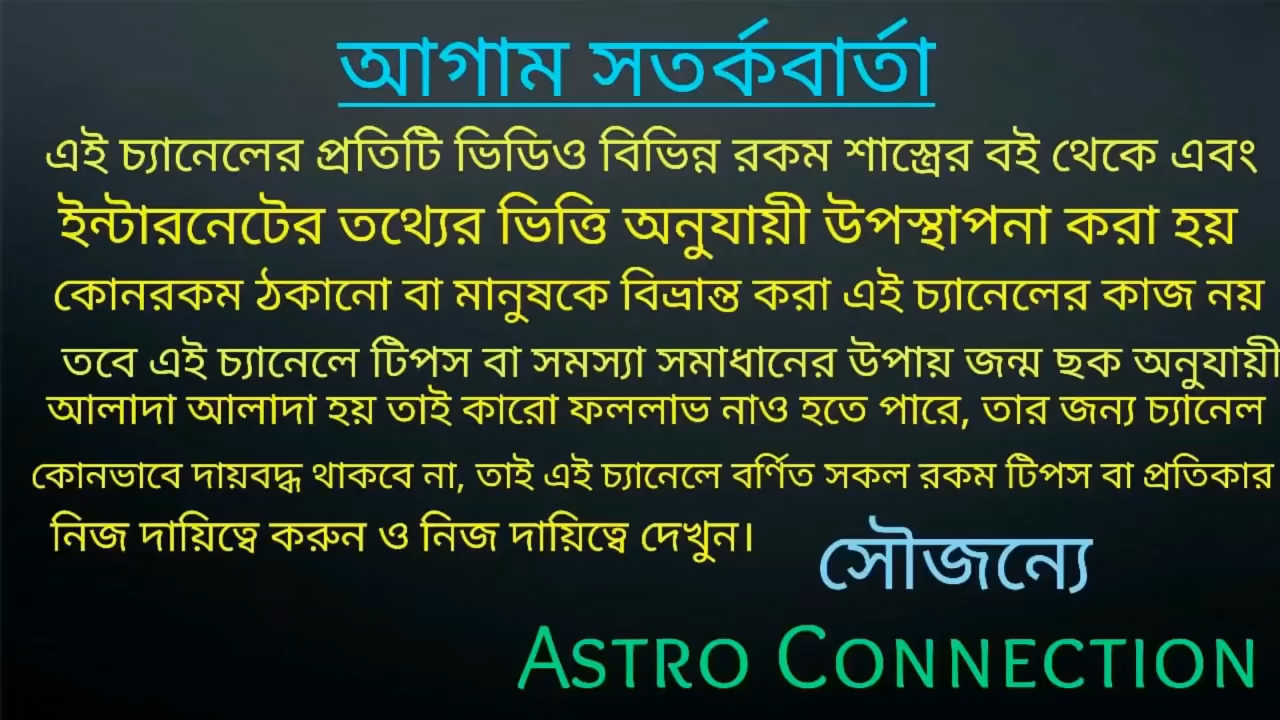 আগাম সতর্কবার্তা
এই চ্যানেলের প্রতিটি ভিডিও বিভিন্ন রকম শাস্ত্রের বই থেকে এবং
ইন্টারনেটের তথ্যের ভিত্তি অনুযায়ী উপস্থাপনা করা হয়
কোনরকম ঠকানো বা মানুষকে বিভ্রান্ত করা এই চ্যানেলের কাজ নয়
তবে এই চ্যানেলে টিপস বা সমস্যা সমাধানের উপায় জন্ম ছক অনুযায়ী
আলাদা আলাদা হয় তাই কারো ফললাভ নাও হতে পারে, তার জন্য চ্যানেল
কোনভাবে দায়বদ্ধ থাকবে না, তাই এই চ্যানেলে বর্ণিত সকল রকম টিপস বা প্রতিকার
নিজ দায়িত্বে করুন ও নিজ দায়িত্বে দেখুন।
সৌজন্যে
ASTRO CONNECTION